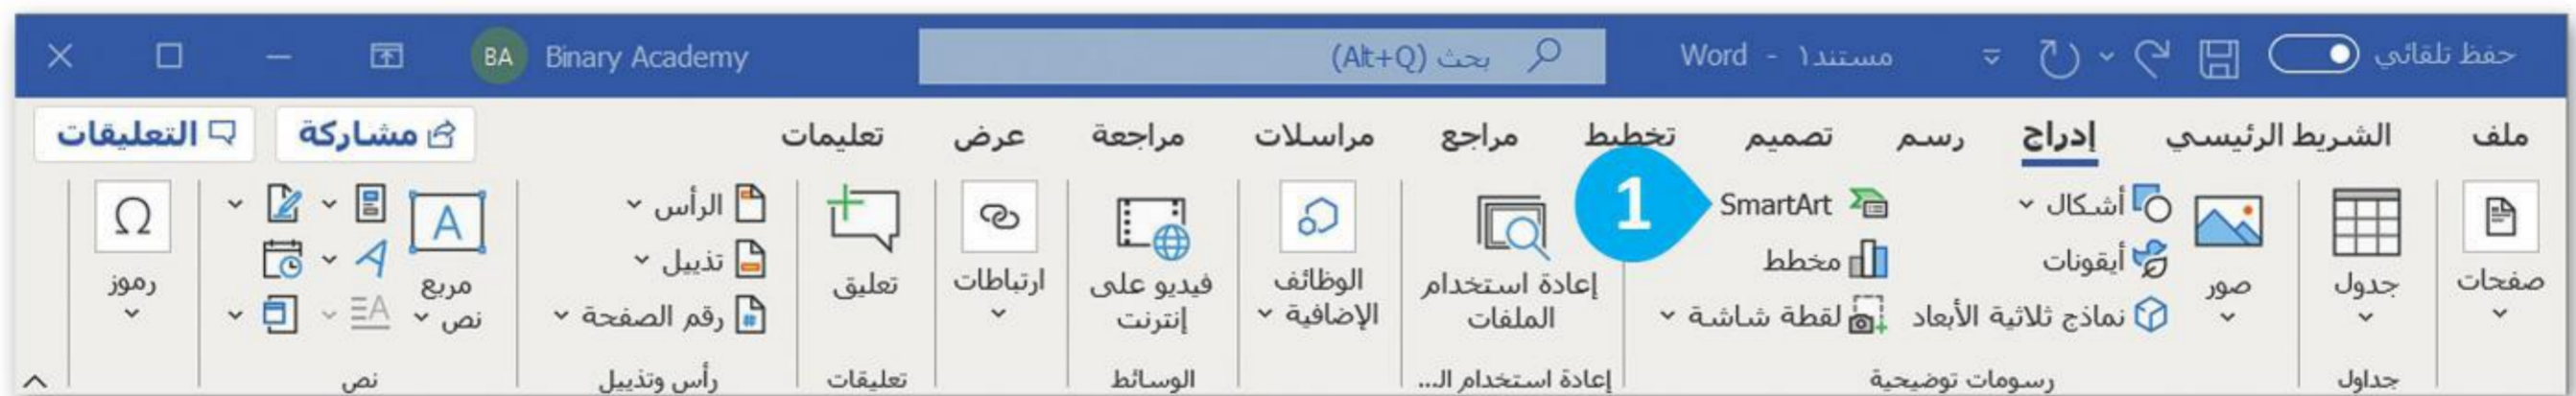 حفظ تلقائي مستند١ - Word بحث (Alt+Q) Binary Academy BA
ملف الشريط الرئيسي إدراج رسم تصميم تخطيط مراجع مراسلات مراجعة عرض تعليمات مشاركة التعليقات
صفحات
جدول
صور
أشكال
أيقونات
نماذج ثلاثية الأبعاد
SmartArt
1
مخطط
لقطة شاشة
إعادة استخدام
الملفات
الوظائف
الإضافية
فيديو على
إنترنت
ارتباطات
تعليق
الرأس
تذييل
رقم الصفحة
A
مربع
نص
A
A
Ω
رموز
جداول رسومات توضيحية إعادة استخدام الـ... الوسائط تعليقات رأس وتذييل نص